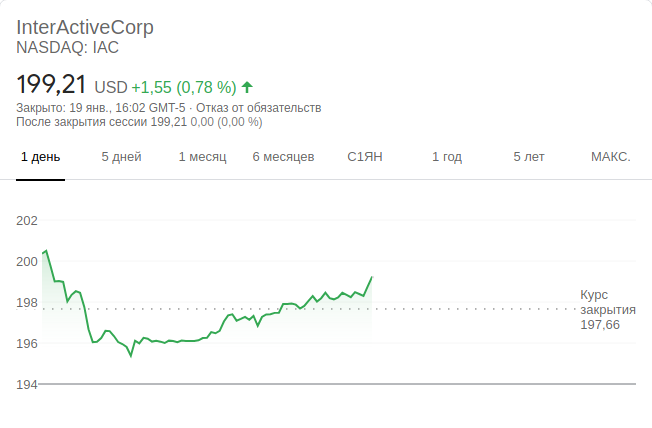 InterActiveCorp
NASDAQ: IAC
199,21 USD +1,55 (0,78 %)
Закрыто: 19 янв., 16:02 GMT-5 · Отказ от обязательств
После закрытия сессии 199,21 0,00 (0,00 %)
1 день 5 дней 1 месяц 6 месяцев С1ЯН 1 год 5 лет МАКС.
202
200
198
196
194
Курс
закрытия
197,66